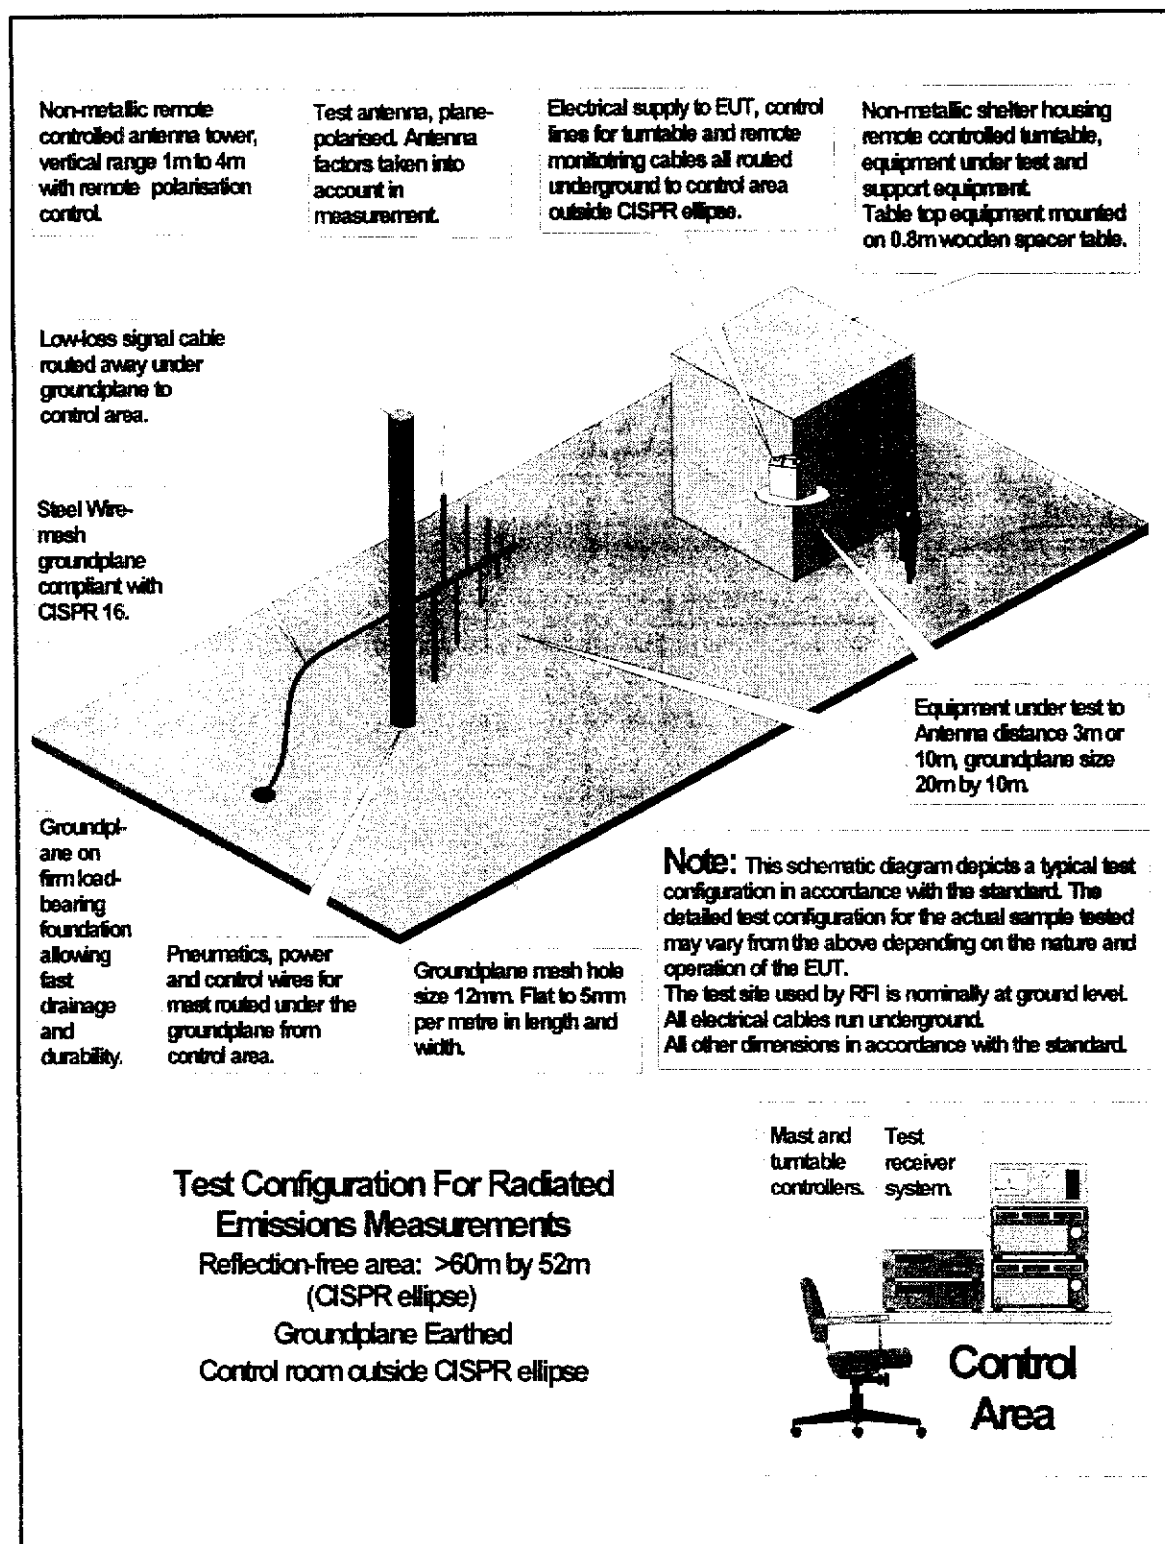 Non-metallic remote
controlled antenna tower,
vertical range 1m to 4m
with remote polarisation
control.
Test antenna, plane-
polarised. Antenna
factors taken into
account in
measurement.
Electrical supply to EUT, control
lines for turntable and remote
monitotring cables all routed
underground to control area
outside CISPR ellipse.
Non-metallic shelter housing
remote controlled turntable,
equipment under test and
support equipment.
Table top equipment mounted
on 0.8m wooden spacer table.
Low-loss signal cable
routed away under
groundplane to
control area.
Steel Wire-
mesh
groundplane
compliant with
CISPR 16.
Equipment under test to
Antenna distance 3m or
10m, groundplane size
20m by 10m.
Groundpl-
ane on
firm load-
bearing
foundation
allowing
fast
drainage
and
durability.
Pneumatics, power
and control wires for
mast routed under the
groundplane from
control area.
Groundplane mesh hole
size 12mm. Flat to 5mm
per metre in length and
width.
Note: This schematic diagram depicts a typical test
configuration in accordance with the standard. The
detailed test configuration for the actual sample tested
may vary from the above depending on the nature and
operation of the EUT.
The test site used by RFI is nominally at ground level.
All electrical cables run underground.
All other dimensions in accordance with the standard.
Test Configuration For Radiated
Emissions Measurements
Reflection-free area: >60m by 52m
(CISPR ellipse)
Groundplane Earthed
Control room outside CISPR ellipse
Mast and
turntable
controllers.
Test
receiver
system.
Control
Area